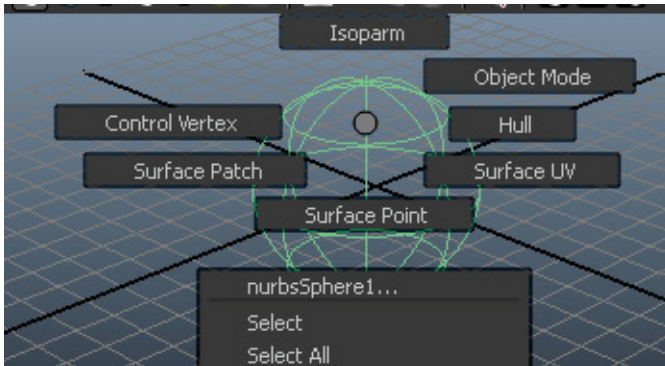 Isoparm
Object Mode
Control Vertex
Hull
Surface Patch
Surface UV
Surface Point
nurbsSphere1...
Select
Select All